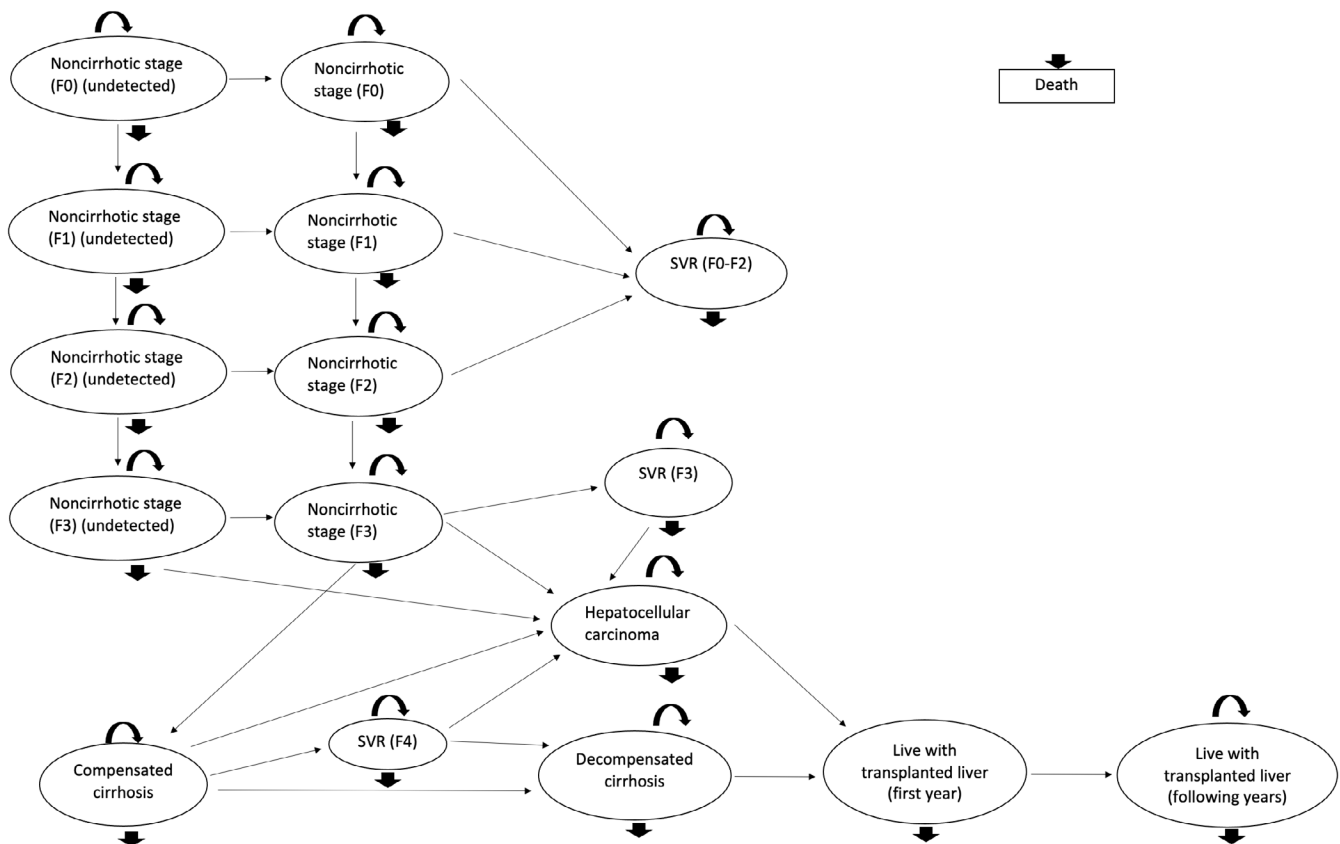 Noncirrhotic stage
(F0) (undetected)
Noncirrhotic
stage (F0)
Death
Noncirrhotic stage
(F1) (undetected)
Noncirrhotic
stage (F1)
SVR (F0-F2)
Noncirrhotic stage
(F2) (undetected)
Noncirrhotic
stage (F2)
SVR (F3)
Noncirrhotic stage
(F3) (undetected)
Noncirrhotic
stage (F3)
Hepatocellular
carcinoma
Compensated
cirrhosis
SVR (F4)
Decompensated
cirrhosis
Live with
transplanted liver
(first year)
Live with
transplanted liver
(following years)